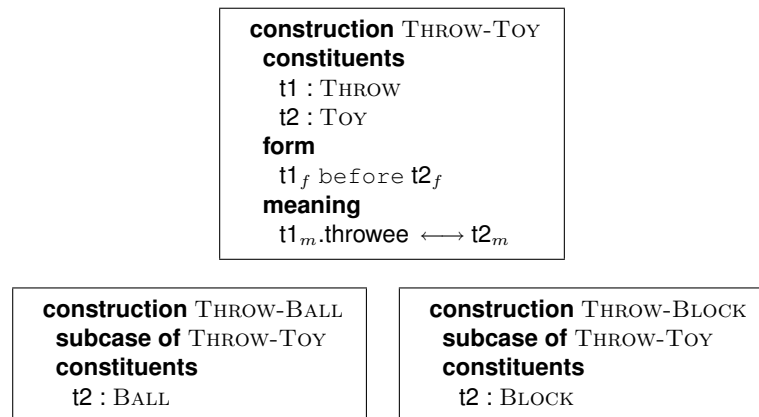 construction THROW-TOY
constituents
t1 : THROW
t2 : TOY
form
t1f before t2f
meaning
t1m.throwee ⟷ t2m
construction THROW-BALL
subcase of THROW-TOY
constituents
t2 : BALL
construction THROW-BLOCK
subcase of THROW-TOY
constituents
t2 : BLOCK